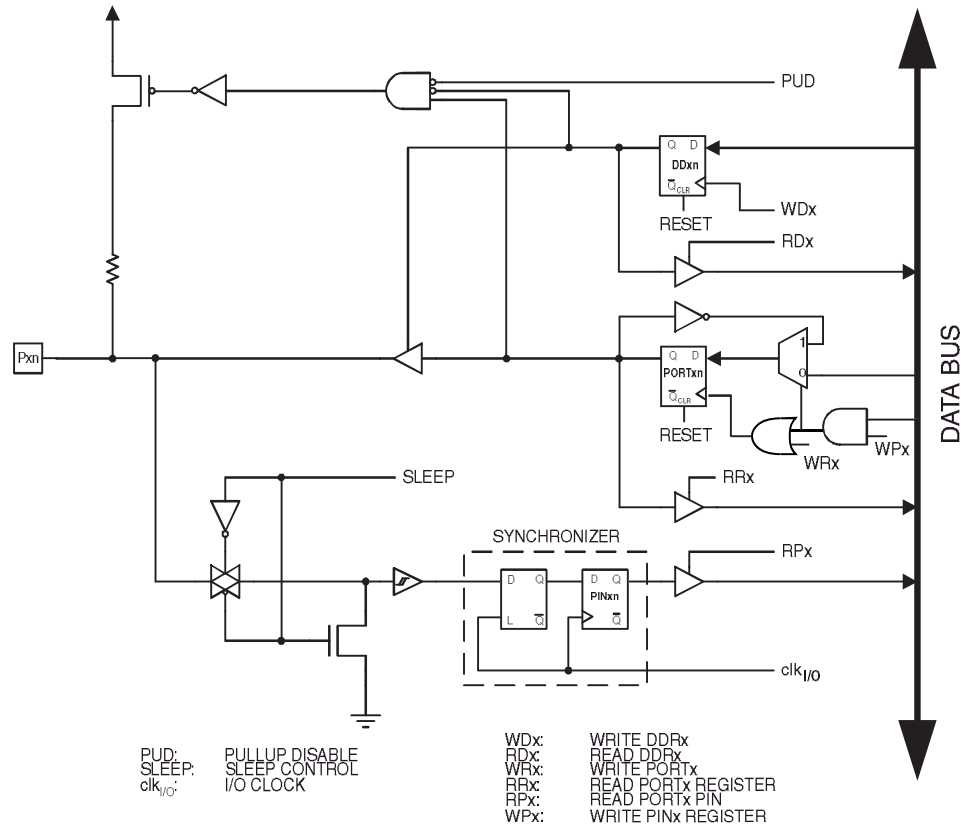 PUD
Q D
DDxn
Q CLR
WDx
RESET
RDx
Pxn
1
Q D
PORTxn
0
Q CLR
RESET
WRx
WPx
DATA BUS
SLEEP
RRx
SYNCHRONIZER
RPx
D Q
D Q
PINxn
L Q
Q
clk I/O
PUD: PULLUP DISABLE
SLEEP: SLEEP CONTROL
clk I/O: I/O CLOCK
WDx: WRITE DDRx
RDx: READ DDRx
WRx: WRITE PORTx
RRx: READ PORTx REGISTER
RPx: READ PORTx PIN
WPx: WRITE PINx REGISTER